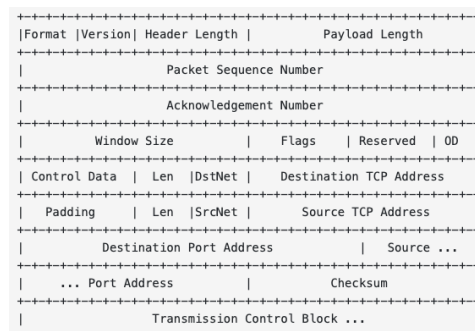 |Format |Version| Header Length | Payload Length
| Packet Sequence Number
| Acknowledgement Number
| Window Size | Flags | Reserved | OD
| Control Data | Len |DstNet | Destination TCP Address
| Padding | Len |SrcNet | Source TCP Address
| Destination Port Address | Source ...
| ... Port Address | Checksum
| Transmission Control Block ...